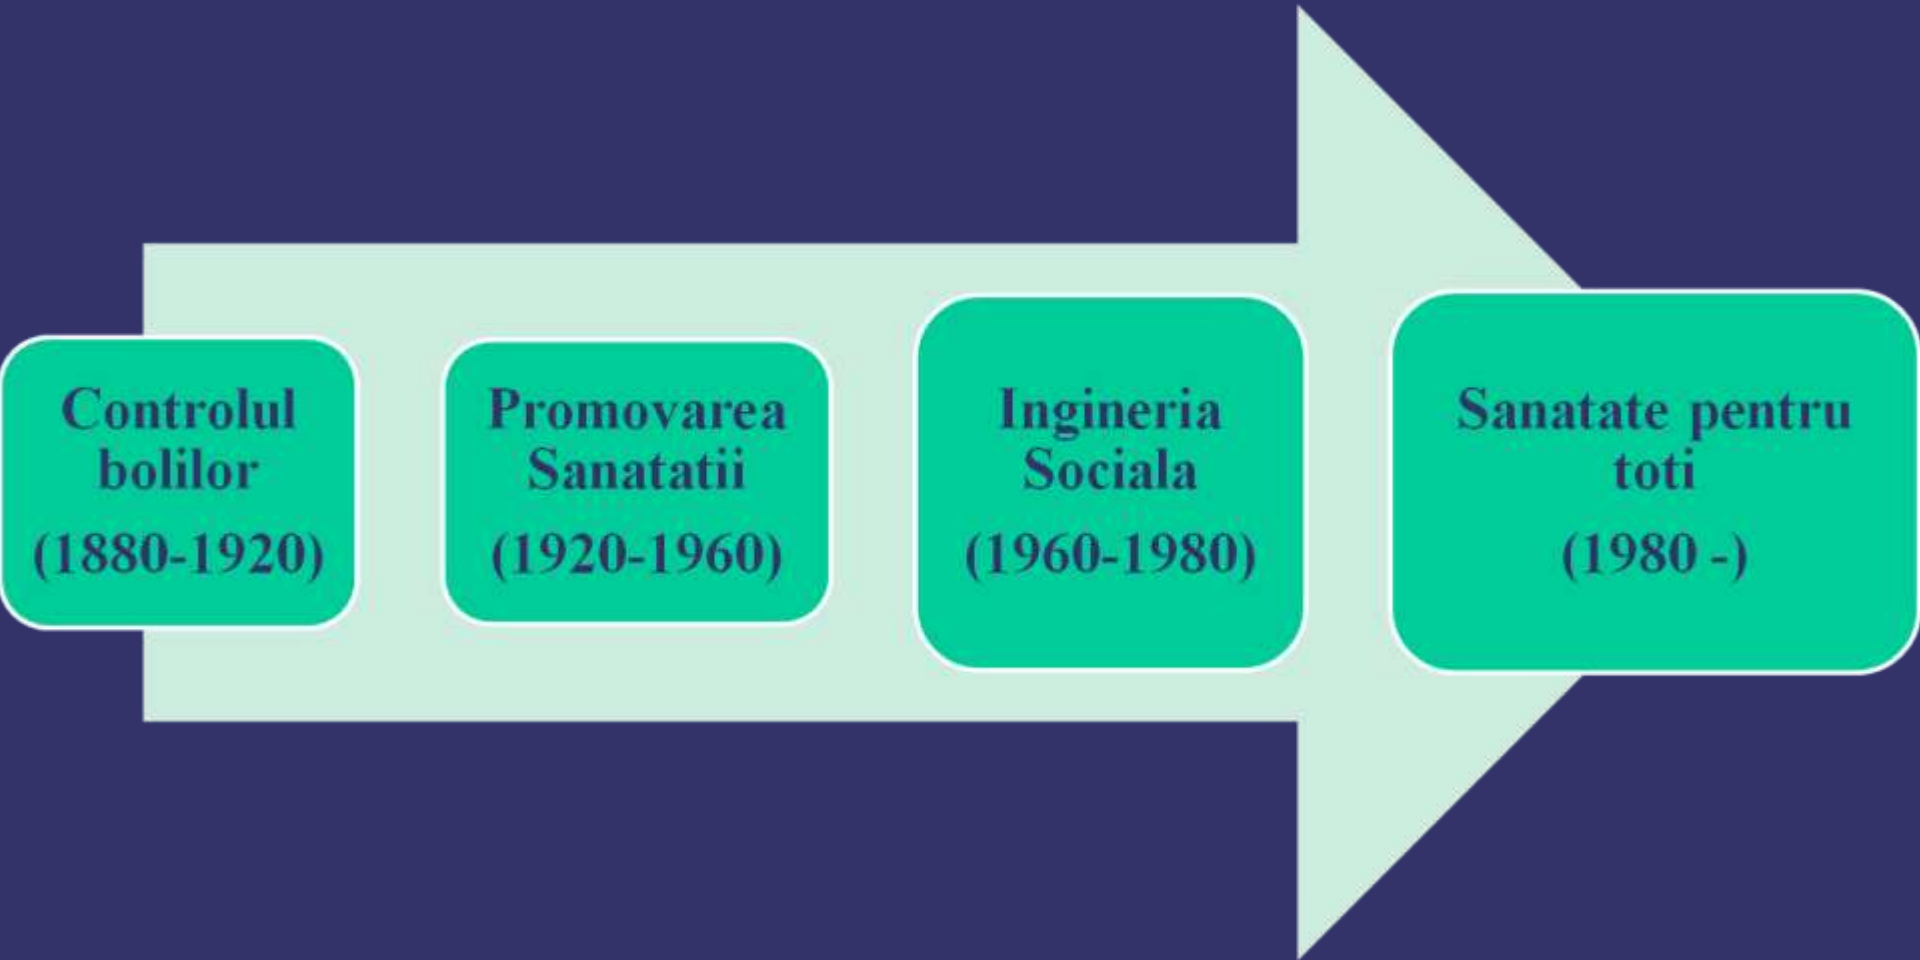 Controlul
bolilor
(1880-1920)
Promovarea
Sanatatii
(1920-1960)
Ingineria
Sociala
(1960-1980)
Sanatate pentru
toti
(1980 -)